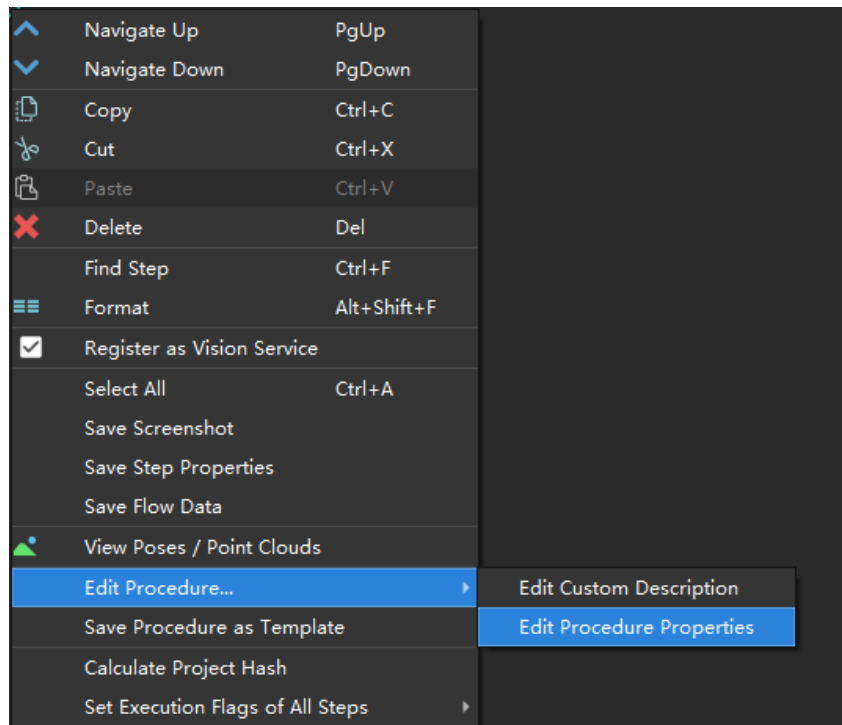 Navigate Up PgUp
Navigate Down PgDown
Copy Ctrl+C
Cut Ctrl+X
Paste Ctrl+V
Delete Del
Find Step Ctrl+F
Format Alt+Shift+F
Register as Vision Service
Select All Ctrl+A
Save Screenshot
Save Step Properties
Save Flow Data
View Poses / Point Clouds
Edit Procedure... Edit Custom Description
Save Procedure as Template Edit Procedure Properties
Calculate Project Hash
Set Execution Flags of All Steps